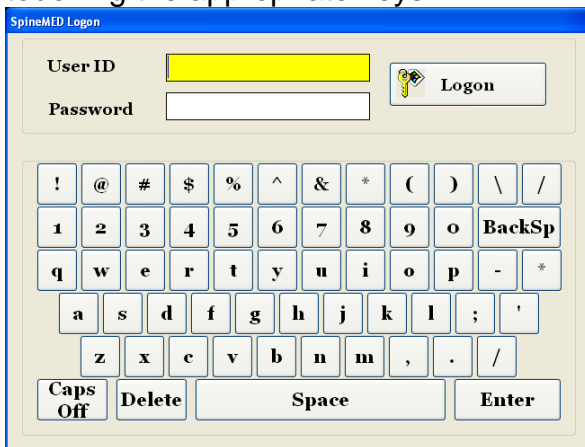 SpineMED Logon
User ID
Logon
Password
! @ # $ % ^ & * ( ) \ /
1 2 3 4 5 6 7 8 9 0 BackSp
q w e r t y u i o p - *
a s d f g h j k l ; '
z x c v b n m , . /
Caps Off Delete Space Enter